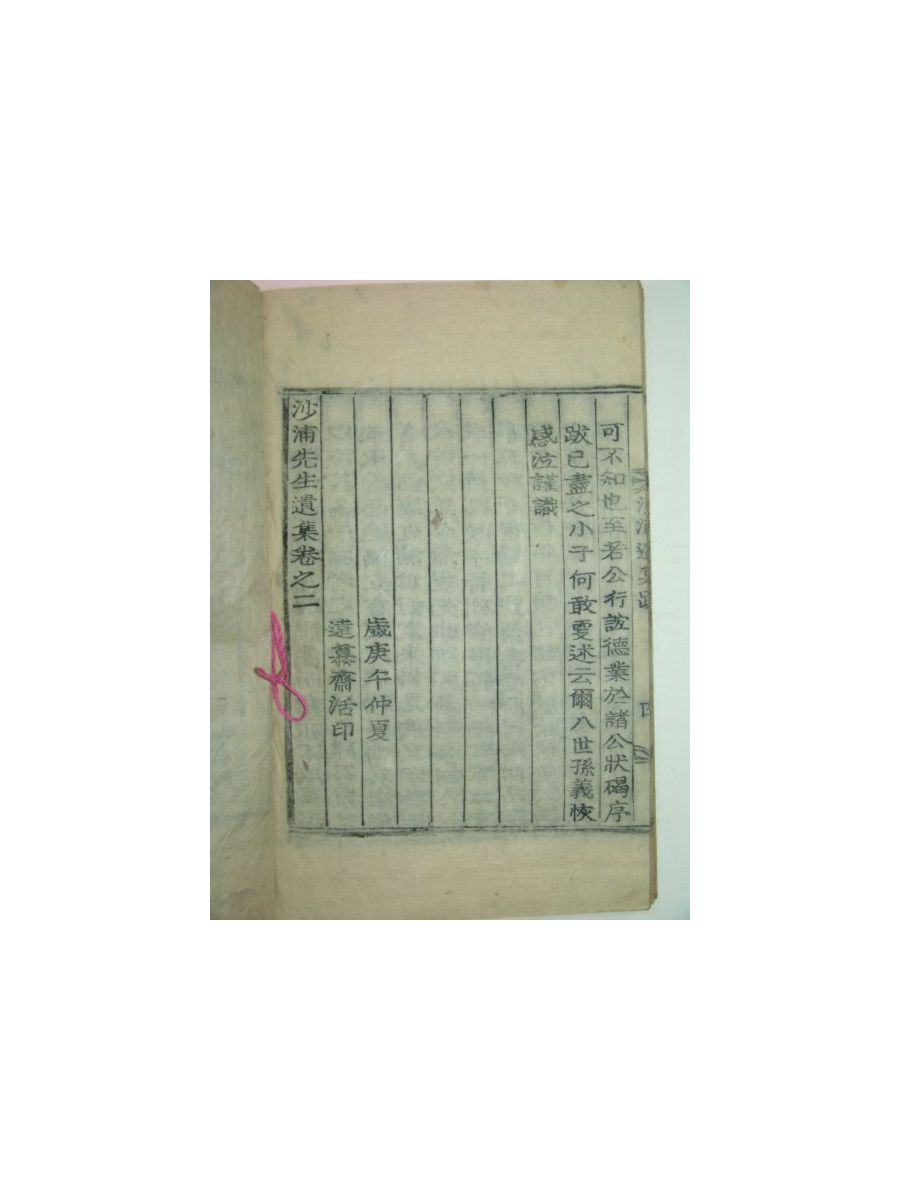 可不知也至若公行誼德業於諸公狀碣序
跋已盡之小子何敢更述云爾八世孫義恢
感泣謹識
歲庚午仲夏
遠慕齋活印
沙浦先生遺集卷之二